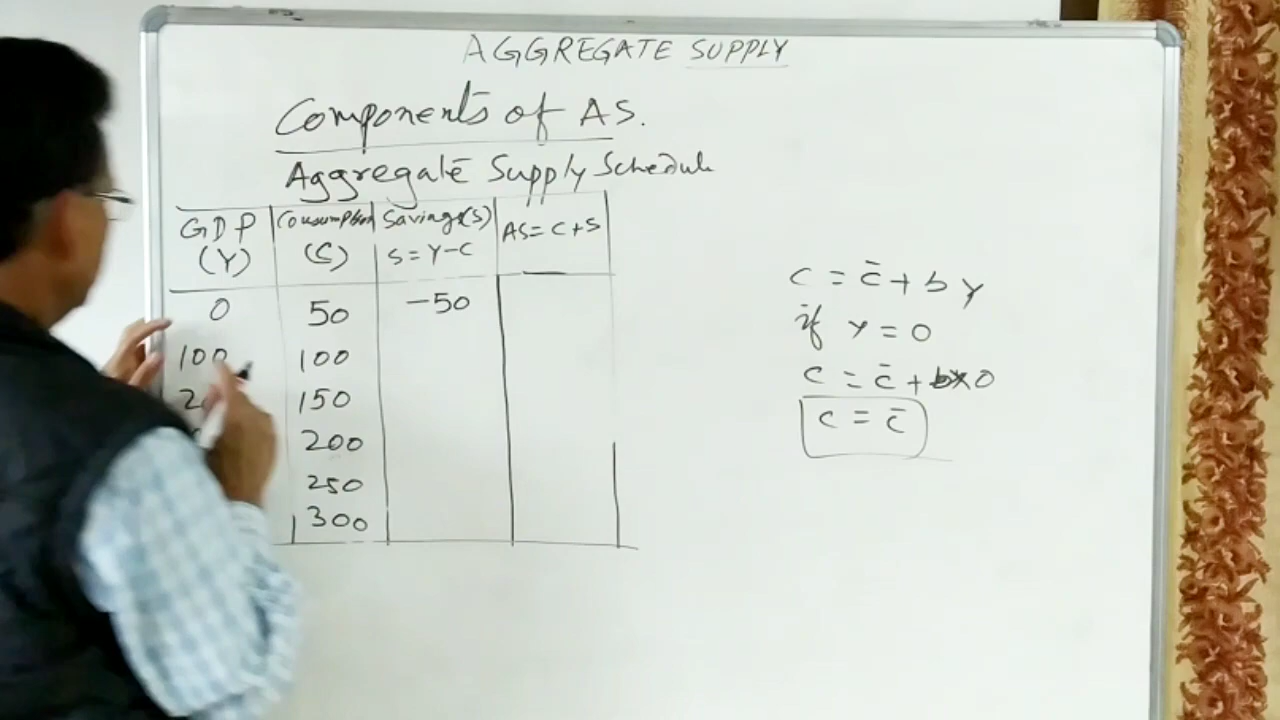 AGGREGATE SUPPLY
Components of AS.
Aggregate Supply Schedule
GDP (Y) Consumption (C) Savings(S) S=Y-C AS= C+S
0 50 -50
100 100
150
200
250
300
C = C̄ + b Y
if Y = 0
C = C̄ + b×0
C = C̄